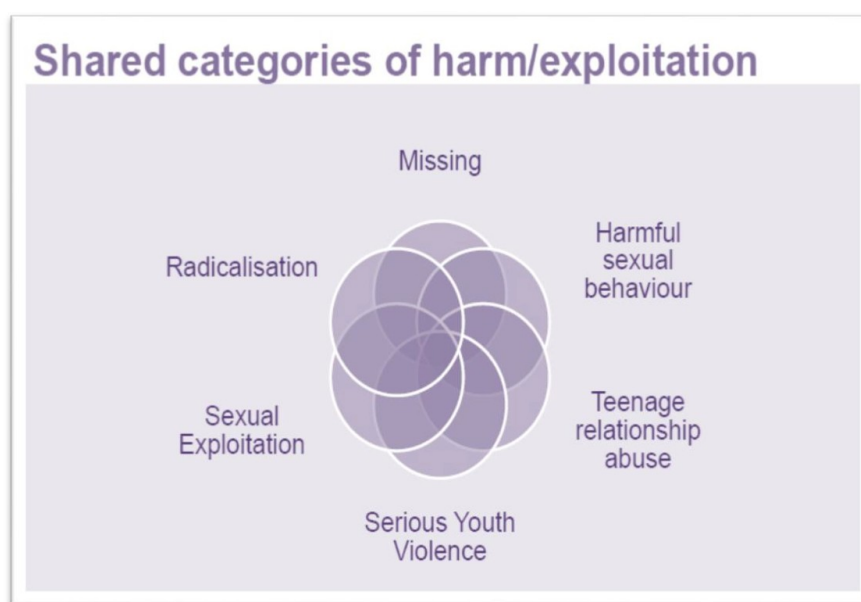 Shared categories of harm/exploitation
Missing
Harmful
sexual
behaviour
Radicalisation
Sexual
Exploitation
Teenage
relationship
abuse
Serious Youth
Violence